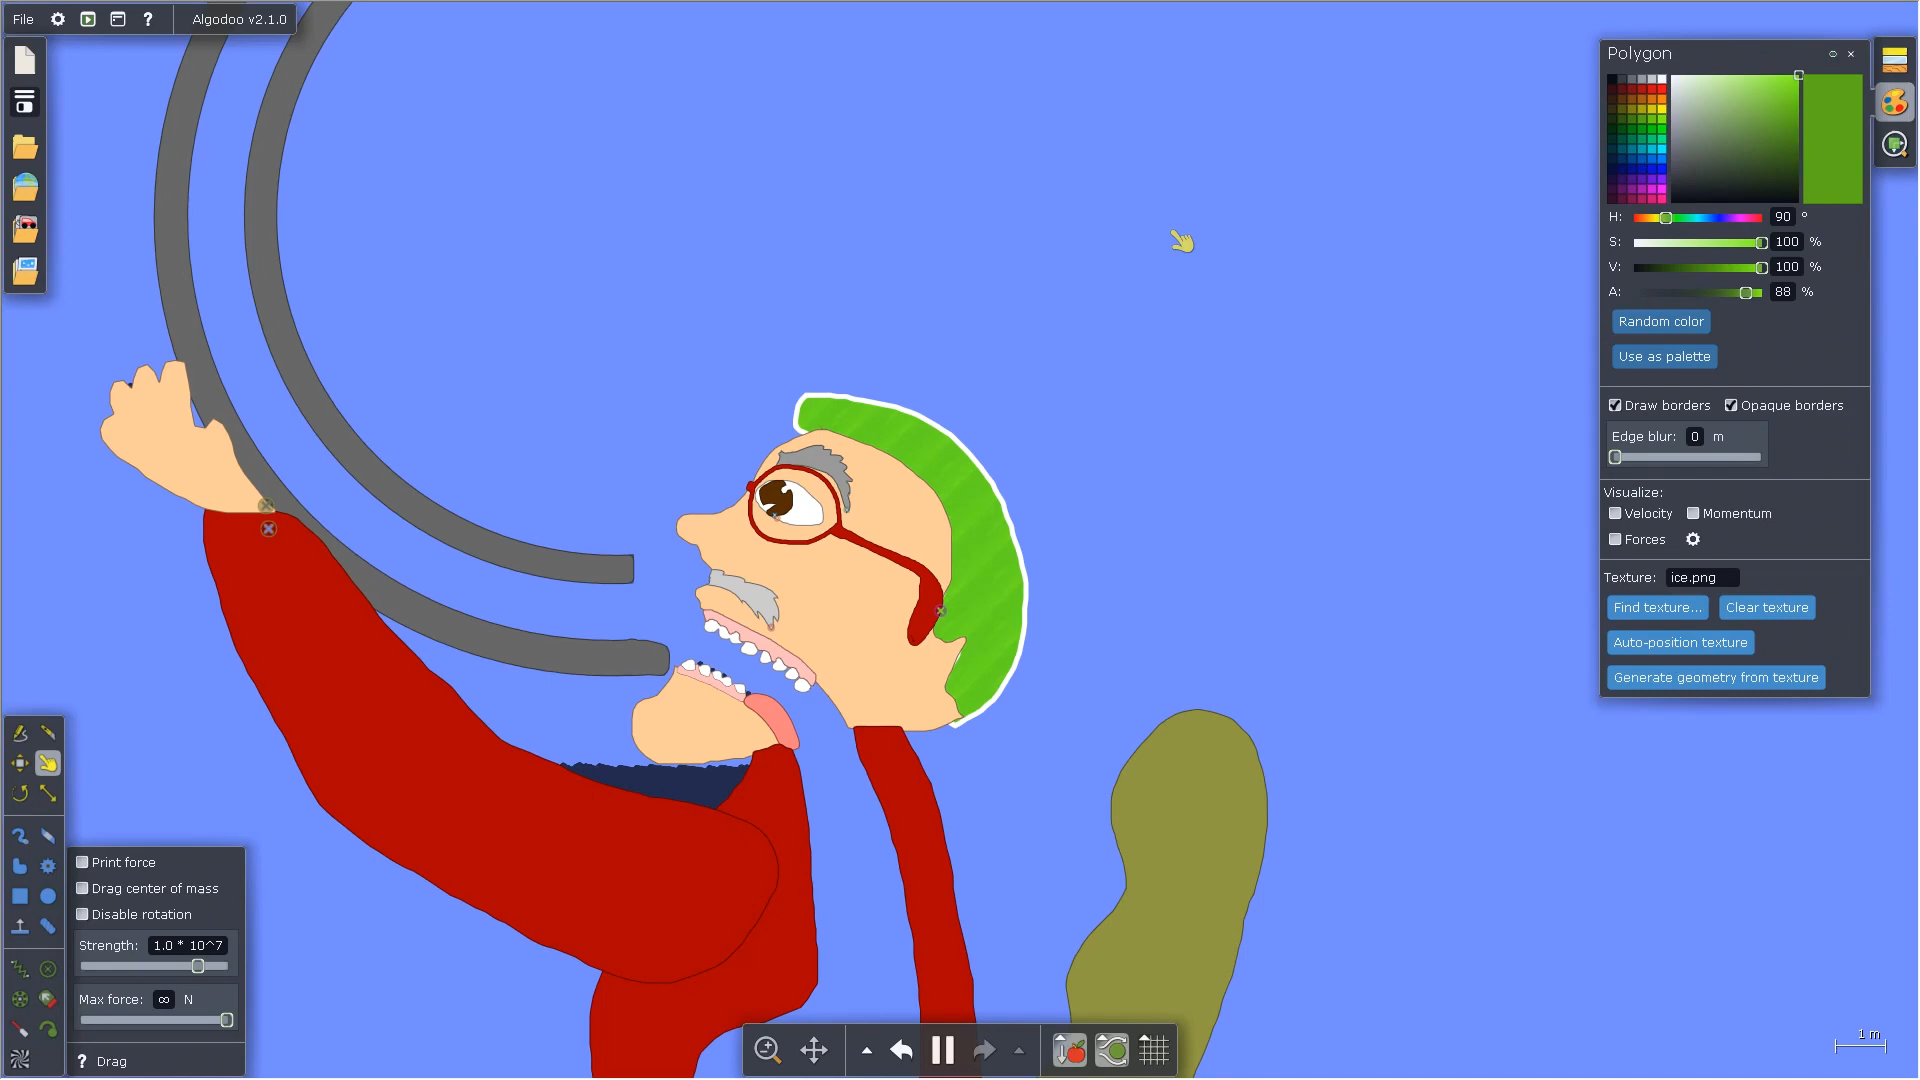 File ? Algodoo v2.1.0
Polygon
H: 90 °
S: 100 %
V: 100 %
A: 88 %
Random color
Use as palette
Draw borders Opaque borders
Edge blur: 0 m
Visualize:
Velocity Momentum
Forces
Texture: ice.png
Find texture... Clear texture
Auto-position texture
Generate geometry from texture
Print force
Drag center of mass
Disable rotation
Strength: 1.0 * 10^7
Max force: ∞ N
? Drag
1 m